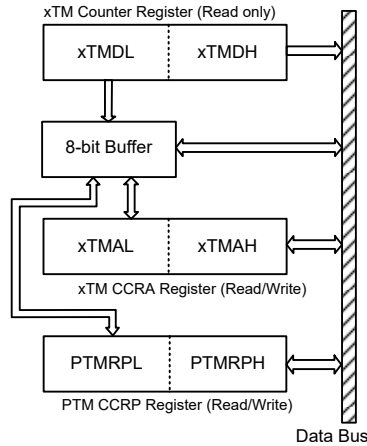 xTM Counter Register (Read only)
xTMDL xTMDH
8-bit Buffer
xTMAL xTMAH
xTM CCRA Register (Read/Write)
PTMRPL PTMRPH
PTM CCRP Register (Read/Write)
Data Bus